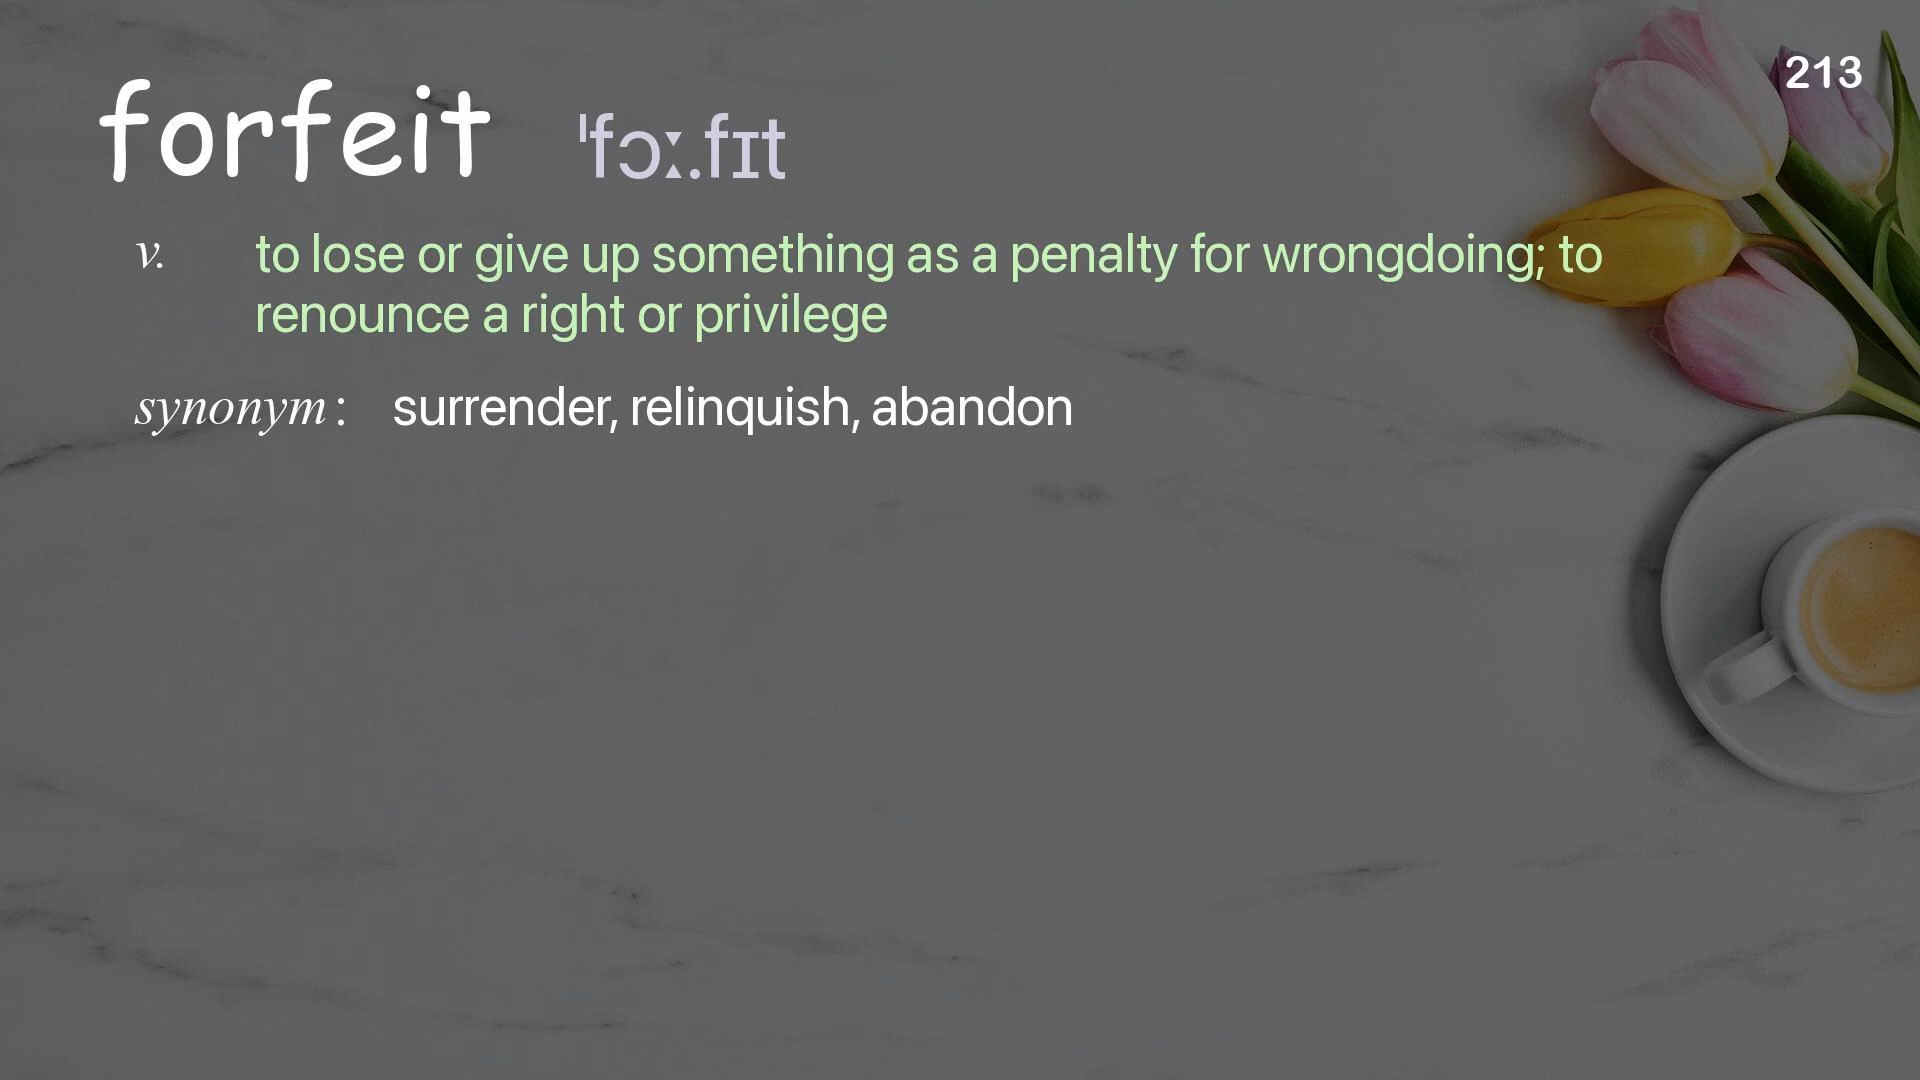 213
forfeit ˈfɔː.fɪt
v. to lose or give up something as a penalty for wrongdoing; to
renounce a right or privilege
synonym : surrender, relinquish, abandon